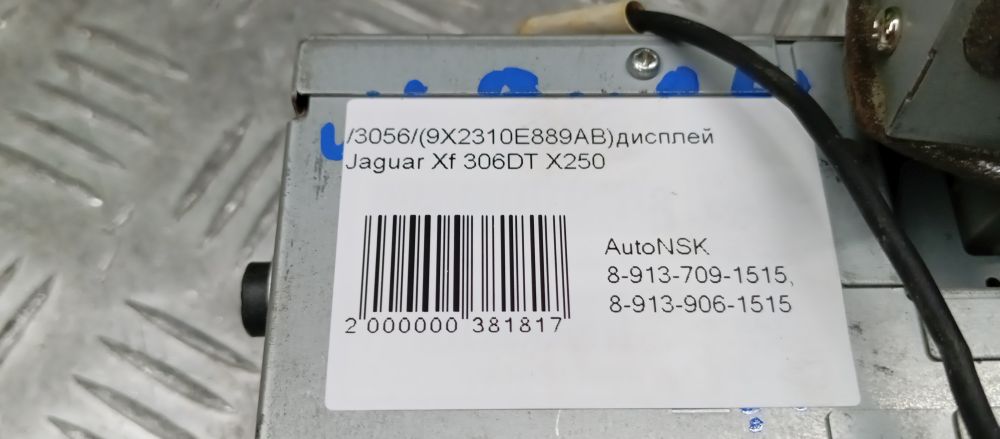 /3056/(9X2310E889AB)дисплей
Jaguar Xf 306DT X250
AutoNSK
8-913-709-1515,
8-913-906-1515
2 000000 381817